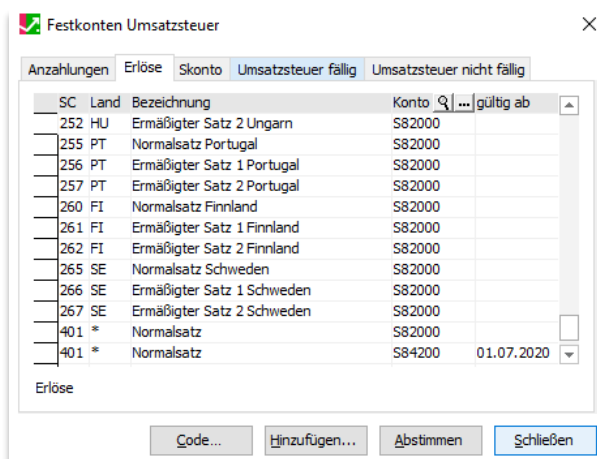 Festkonten Umsatzsteuer
Anzahlungen Erlöse Skonto Umsatzsteuer fällig Umsatzsteuer nicht fällig
SC Land Bezeichnung Konto ... gültig ab
252 HU Ermäßigter Satz 2 Ungarn S82000
255 PT Normalsatz Portugal S82000
256 PT Ermäßigter Satz 1 Portugal S82000
257 PT Ermäßigter Satz 2 Portugal S82000
260 FI Normalsatz Finnland S82000
261 FI Ermäßigter Satz 1 Finnland S82000
262 FI Ermäßigter Satz 2 Finnland S82000
265 SE Normalsatz Schweden S82000
266 SE Ermäßigter Satz 1 Schweden S82000
267 SE Ermäßigter Satz 2 Schweden S82000
401 * Normalsatz S82000
401 * Normalsatz S84200 01.07.2020
Erlöse
Code... Hinzufügen... Abstimmen Schließen